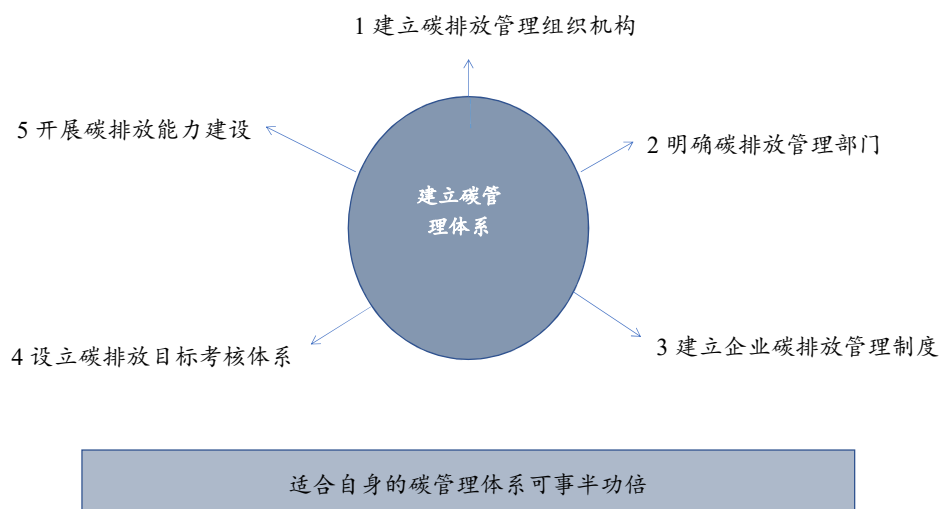 1 建立碳排放管理组织机构
5 开展碳排放能力建设
2 明确碳排放管理部门
建立碳管
理体系
4 设立碳排放目标考核体系
3 建立企业碳排放管理制度
适合自身的碳管理体系可事半功倍